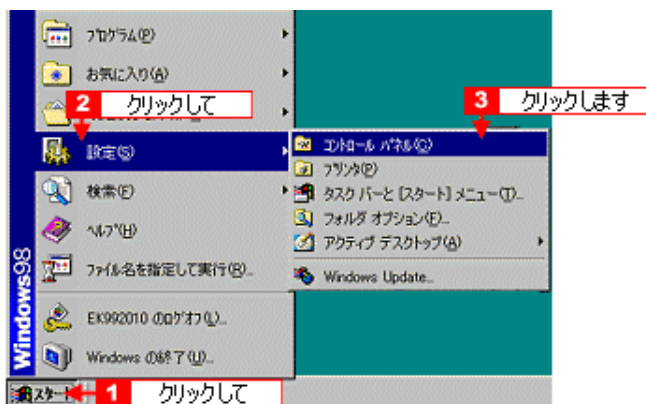 プログラム(P)
お気に入り(A)
2 クリックして
設定(S)
検索(E)
ヘルプ(H)
ファイル名を指定して実行(R)...
EK992010 のログオフ(L)...
Windows の終了(U)...
Windows98
スタート
1 クリックして
3 クリックします
コントロール パネル(C)
プリンタ(P)
タスク バーと [スタート] メニュー(T)...
フォルダ オプション(F)...
アクティブ デスクトップ(A)
Windows Update...